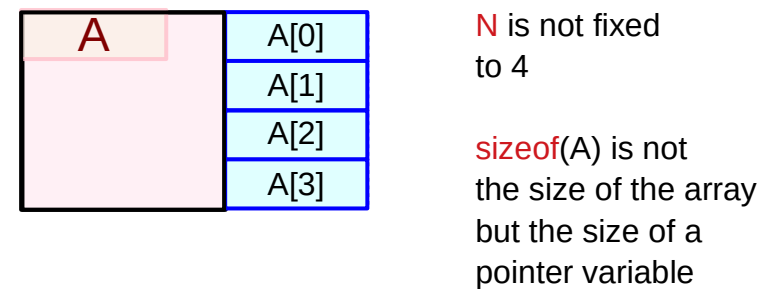 A
A[0]
A[1]
A[2]
A[3]
N is not fixed
to 4
sizeof(A) is not
the size of the array
but the size of a
pointer variable